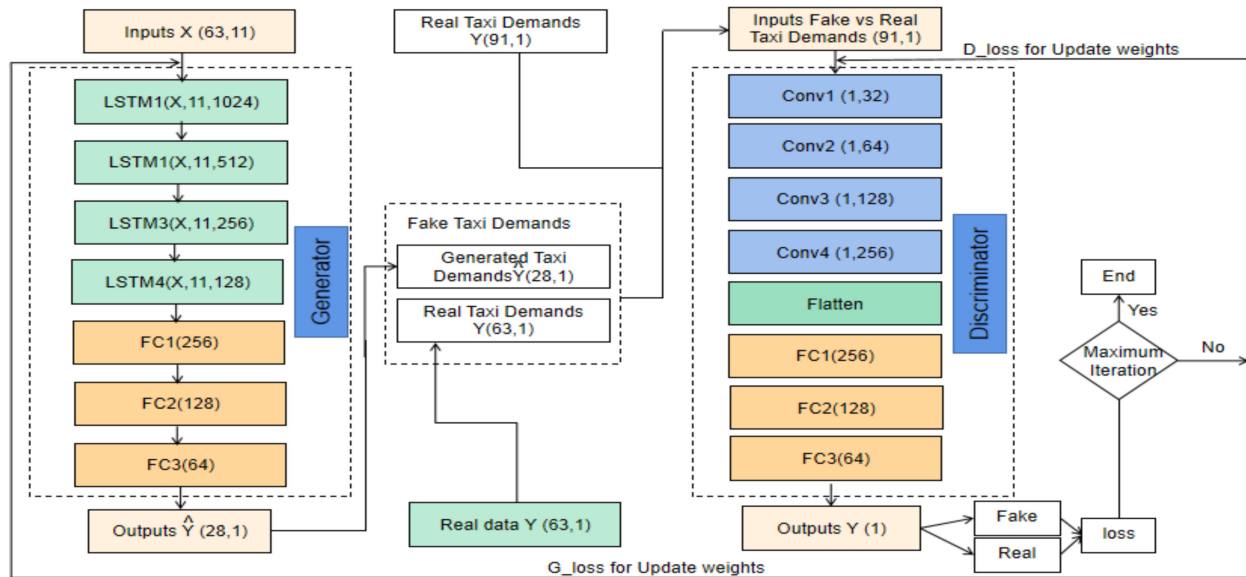 Inputs X (63,11)
LSTM1(X,11,1024)
LSTM1(X,11,512)
LSTM3(X,11,256)
LSTM4(X,11,128)
FC1(256)
FC2(128)
FC3(64)
Generator
Outputs Ŷ (28,1)
Real Taxi Demands
Y(91,1)
Fake Taxi Demands
Generated Taxi
DemandsŶ(28,1)
Real Taxi Demands
Y(63,1)
Real data Y (63,1)
Inputs Fake vs Real
Taxi Demands (91,1)
D_loss for Update weights
Conv1 (1,32)
Conv2 (1,64)
Conv3 (1,128)
Conv4 (1,256)
Flatten
FC1(256)
FC2(128)
FC3(64)
Discriminator
Outputs Y (1)
Fake
Real
loss
End
Yes
Maximum
Iteration
No
G_loss for Update weights